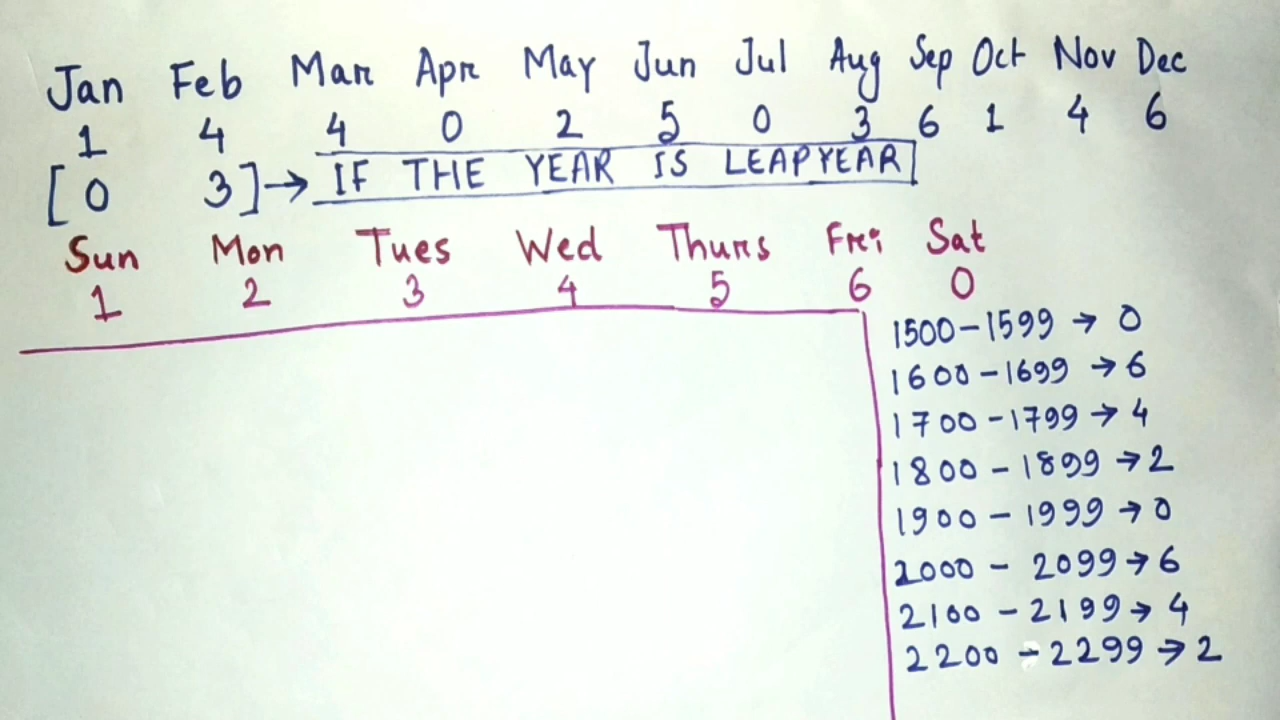 Jan Feb Mar Apr May Jun Jul Aug Sep Oct Nov Dec
1 4 4 0 2 5 0 3 6 1 4 6
[0 3]→ IF THE YEAR IS LEAPYEAR
Sun Mon Tues Wed Thurs Fri Sat
1 2 3 4 5 6 0
1500-1599 → 0
1600-1699 → 6
1700-1799 → 4
1800-1899 → 2
1900-1999 → 0
2000-2099 → 6
2100-2199 → 4
2200-2299 → 2